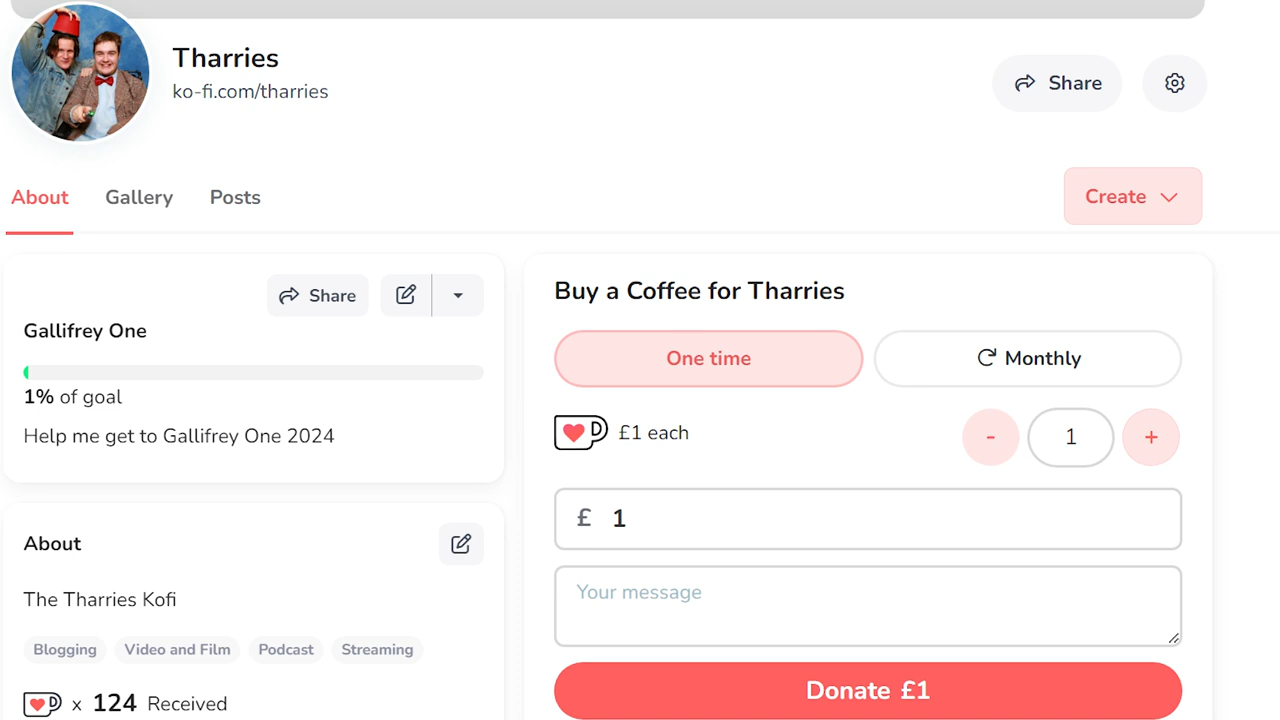 Tharries
ko-fi.com/tharries
Share
About Gallery Posts
Create
Share
Gallifrey One
1% of goal
Help me get to Gallifrey One 2024
About
The Tharries Kofi
Blogging Video and Film Podcast Streaming
x 124 Received
Buy a Coffee for Tharries
One time Monthly
£1 each - 1 +
£ 1
Your message
Donate £1